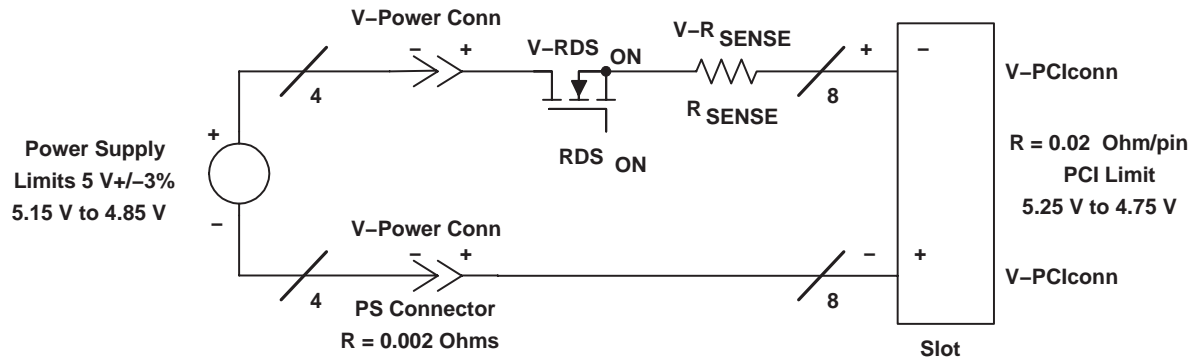 V−Power Conn
− +
4
V−RDS ON
V−R SENSE
R SENSE
8
+ −
RDS ON
V−PCIconn
R = 0.02 Ohm/pin
PCI Limit
5.25 V to 4.75 V
V−PCIconn
+
−
Power Supply
Limits 5 V+/−3%
5.15 V to 4.85 V
V−Power Conn
− +
4
PS Connector
R = 0.002 Ohms
8
− +
Slot